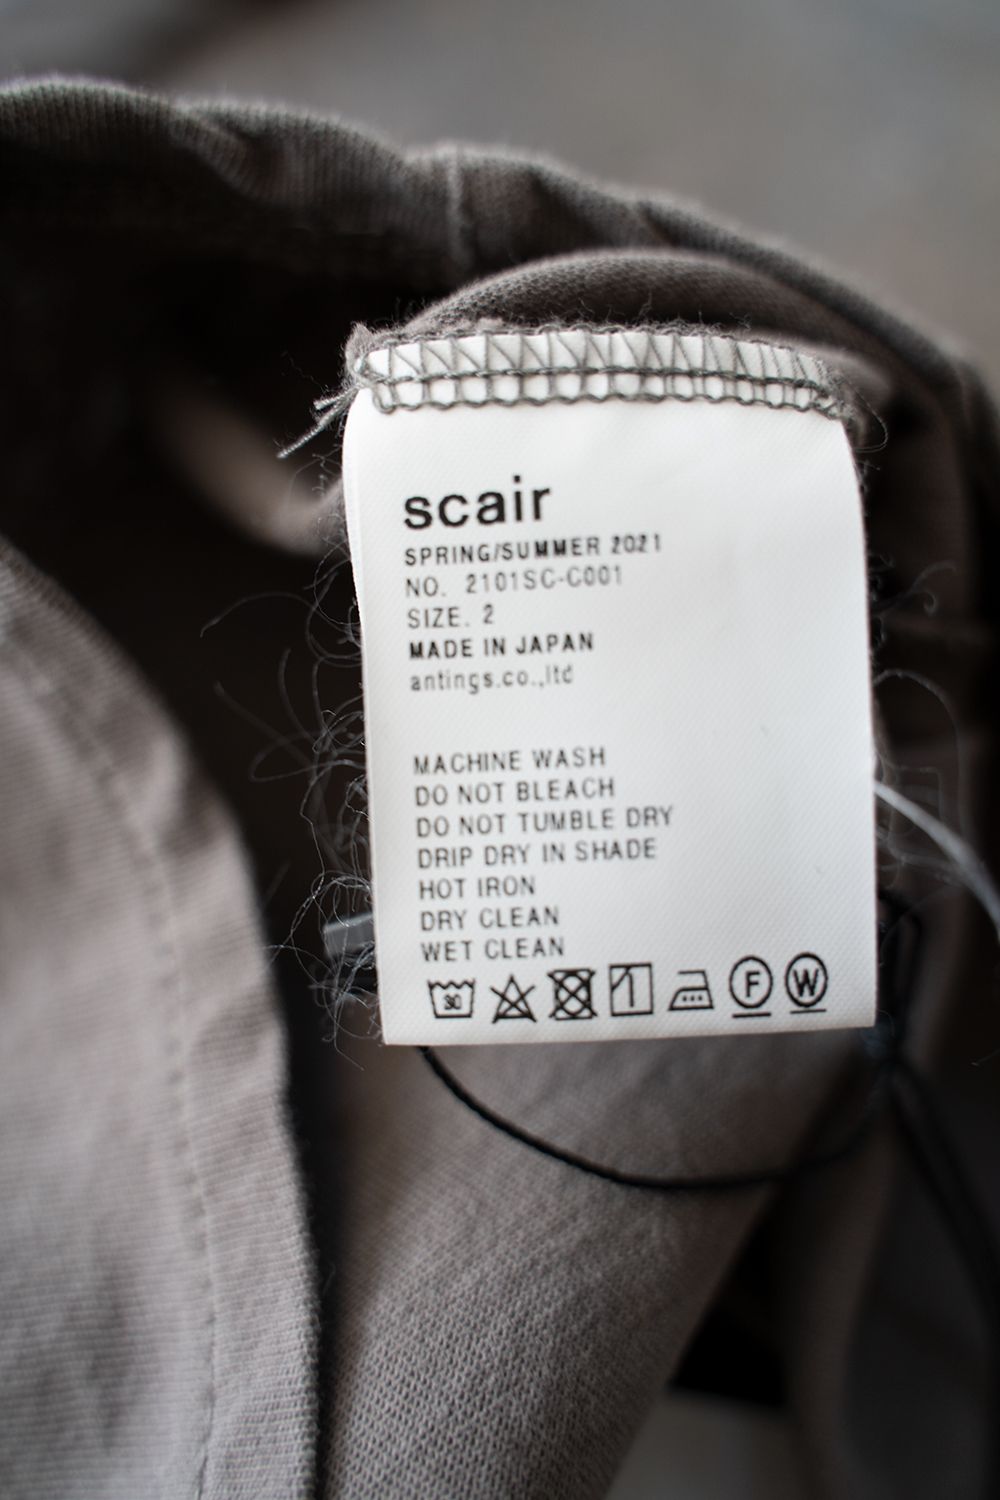 scair
SPRING/SUMMER 2021
NO. 2101SC-C001
SIZE. 2
MADE IN JAPAN
antings.co.,ltd
MACHINE WASH
DO NOT BLEACH
DO NOT TUMBLE DRY
DRIP DRY IN SHADE
HOT IRON
DRY CLEAN
WET CLEAN
30 F W